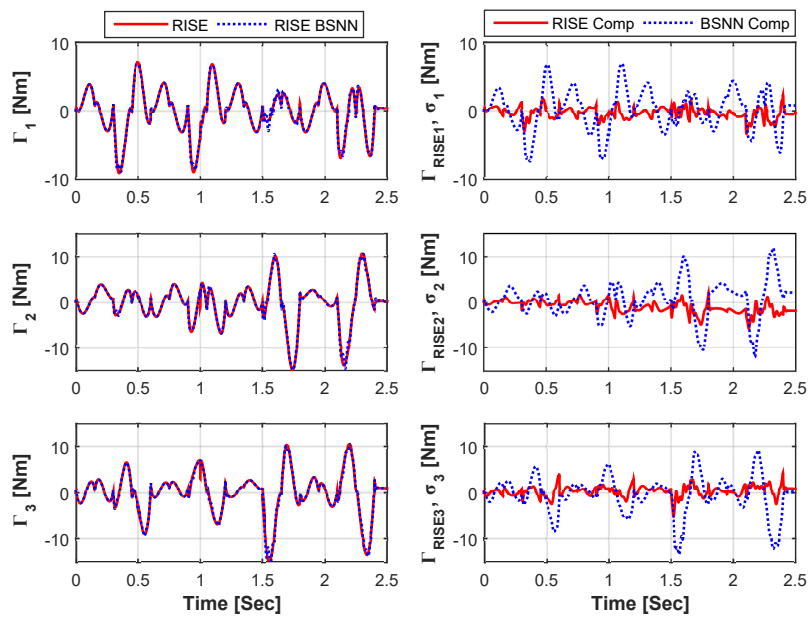 RISE RISE BSNN
RISE Comp BSNN Comp
Γ1 [Nm]
10
0
-10
0 0.5 1 1.5 2 2.5
ΓRISE1, σ1 [Nm]
10
0
-10
0 0.5 1 1.5 2 2.5
Γ2 [Nm]
10
0
-10
0 0.5 1 1.5 2 2.5
ΓRISE2, σ2 [Nm]
10
0
-10
0 0.5 1 1.5 2 2.5
Γ3 [Nm]
10
0
-10
0 0.5 1 1.5 2 2.5
Time [Sec]
ΓRISE3, σ3 [Nm]
10
0
-10
0 0.5 1 1.5 2 2.5
Time [Sec]